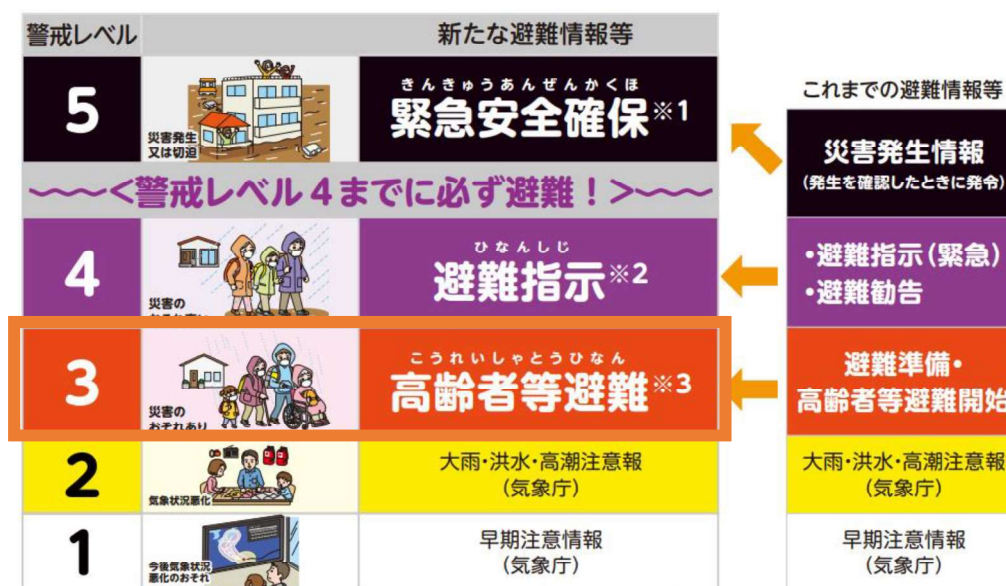 警戒レベル
新たな避難情報等
5
災害発生
又は切迫
きんきゅうあんぜんかくほ
緊急安全確保※1
〜〜〜<警戒レベル4までに必ず避難！>〜〜〜
4
災害の
ひなんしじ
避難指示※2
3
災害の
おそれあり
こうれいしゃとうひなん
高齢者等避難※3
2
気象状況悪化
大雨・洪水・高潮注意報
(気象庁)
1
今後気象状況
悪化のおそれ
早期注意情報
(気象庁)
これまでの避難情報等
災害発生情報
(発生を確認したときに発令)
・避難指示(緊急)
・避難勧告
避難準備・
高齢者等避難開始
大雨・洪水・高潮注意報
(気象庁)
早期注意情報
(気象庁)